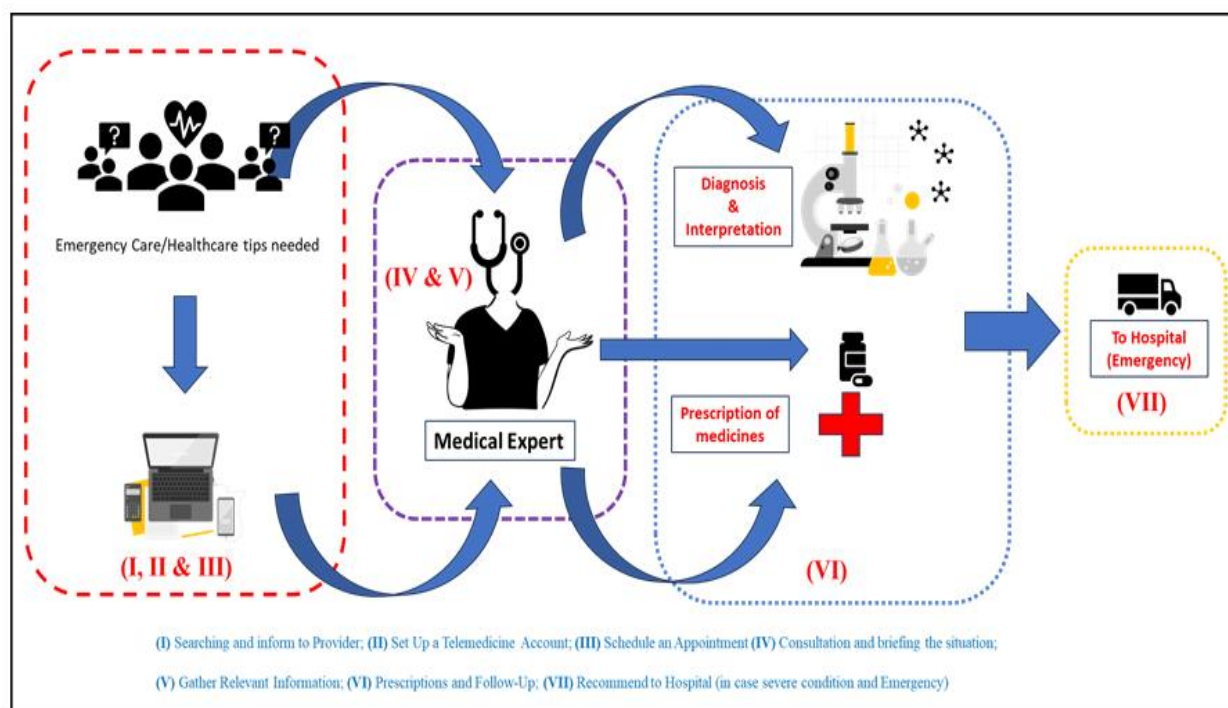 ? ?
Emergency Care/Healthcare tips needed
(I, II & III)
(IV & V)
Medical Expert
Diagnosis
&
Interpretation
Prescription of
medicines
(VI)
To Hospital
(Emergency)
(VII)
(I) Searching and inform to Provider; (II) Set Up a Telemedicine Account; (III) Schedule an Appointment (IV) Consultation and briefing the situation;
(V) Gather Relevant Information; (VI) Prescriptions and Follow-Up; (VII) Recommend to Hospital (in case severe condition and Emergency)